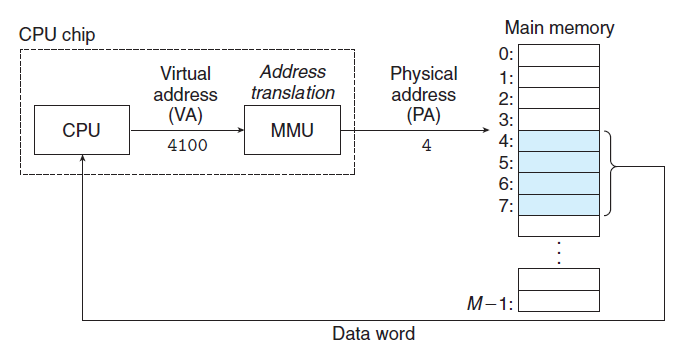 CPU chip
Main memory
Virtual
address
(VA)
4100
Address
translation
Physical
address
(PA)
4
CPU
MMU
0:
1:
2:
3:
4:
5:
6:
7:
M−1:
Data word